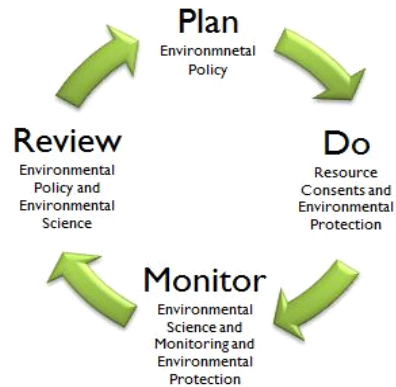 Plan
Environmnetal
Policy
Do
Resource
Consents and
Environmental
Protection
Monitor
Environmental
Science and
Monitoring and
Environmental
Protection
Review
Environmental
Policy and
Environmental
Science